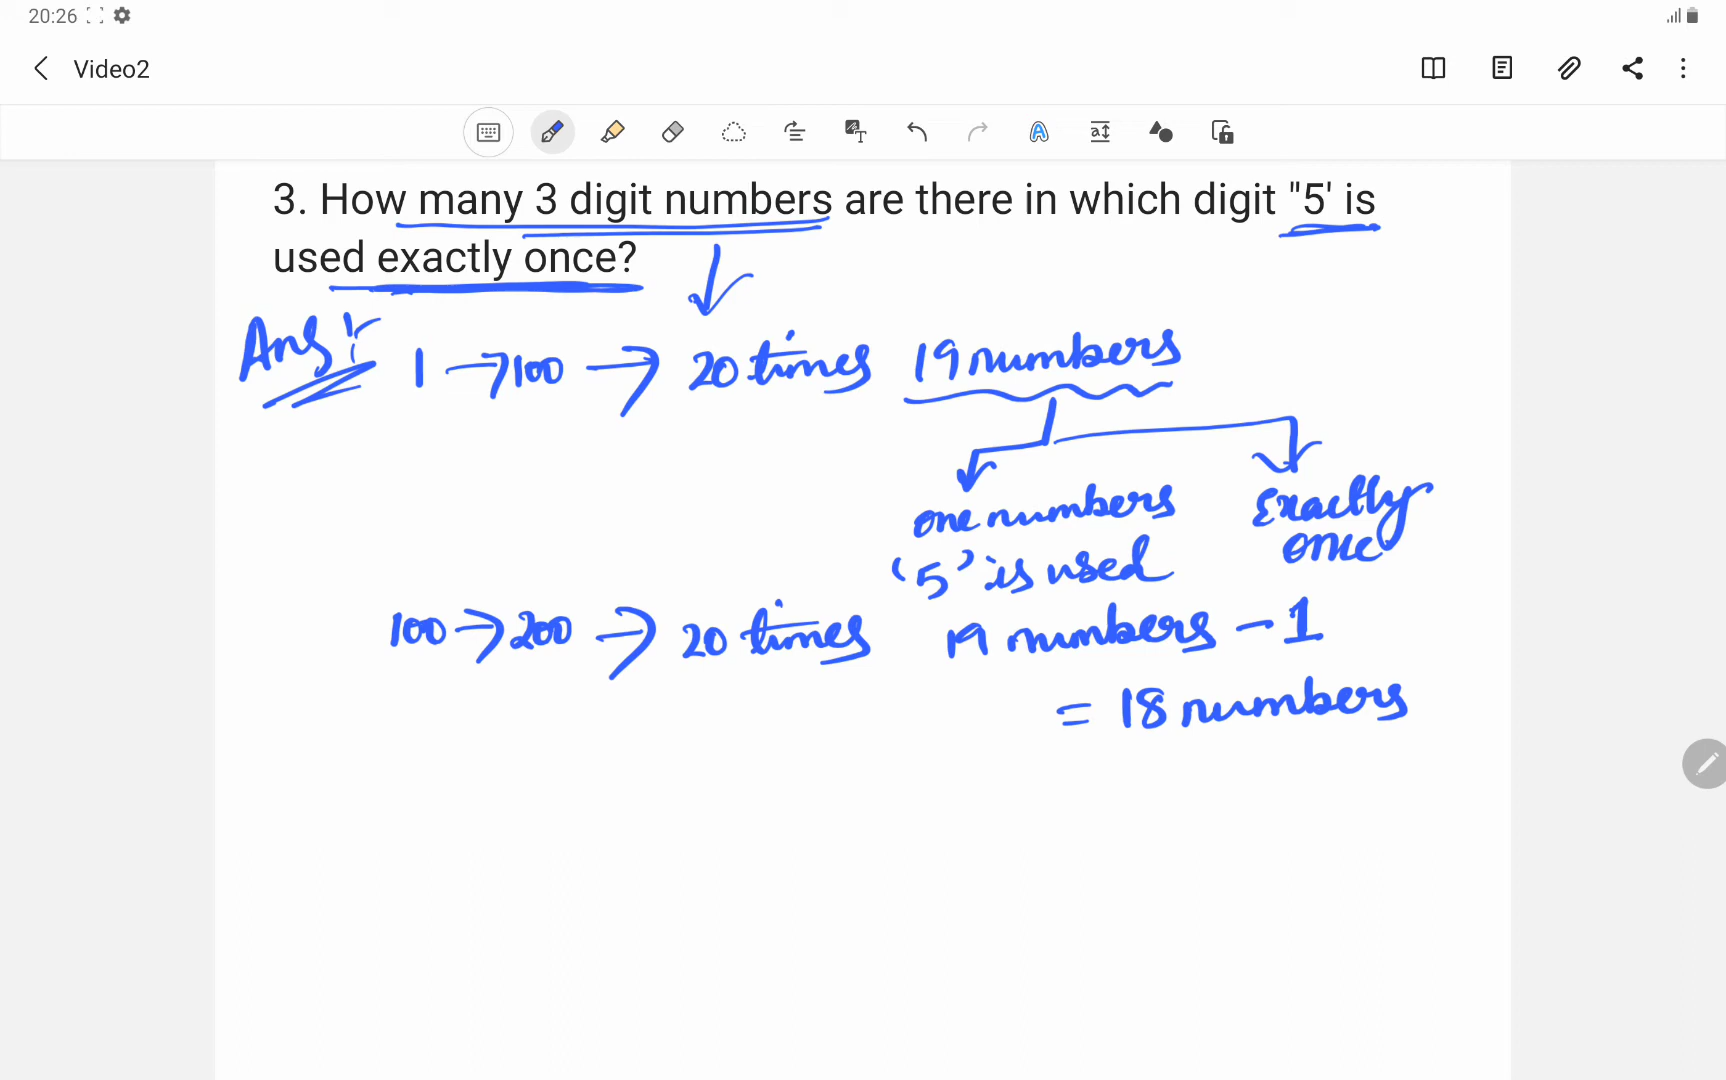 20:26
Video2
3. How many 3 digit numbers are there in which digit "5' is
used exactly once?
Ans:
1 → 100 → 20 times 19 numbers
one numbers Exactly
'5' is used once
100 → 200 → 20 times 19 numbers - 1
= 18 numbers